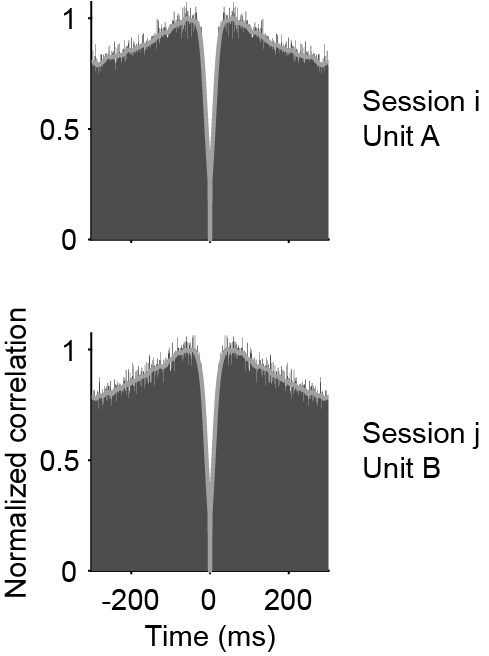 1
0.5
0
Session i
Unit A
Normalized correlation
1
0.5
0
-200 0 200
Time (ms)
Session j
Unit B